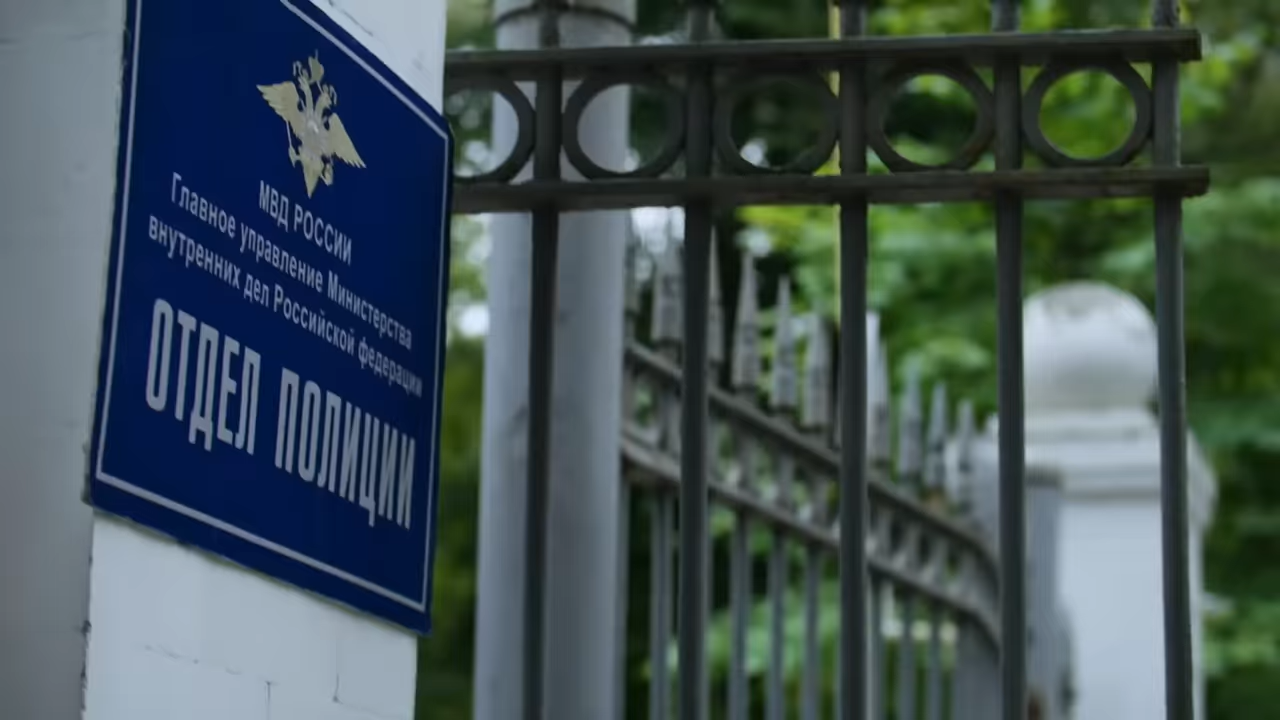 МВД РОССИИ
Главное управление Министерства
внутренних дел Российской федерации
ОТДЕЛ ПОЛИЦИИ